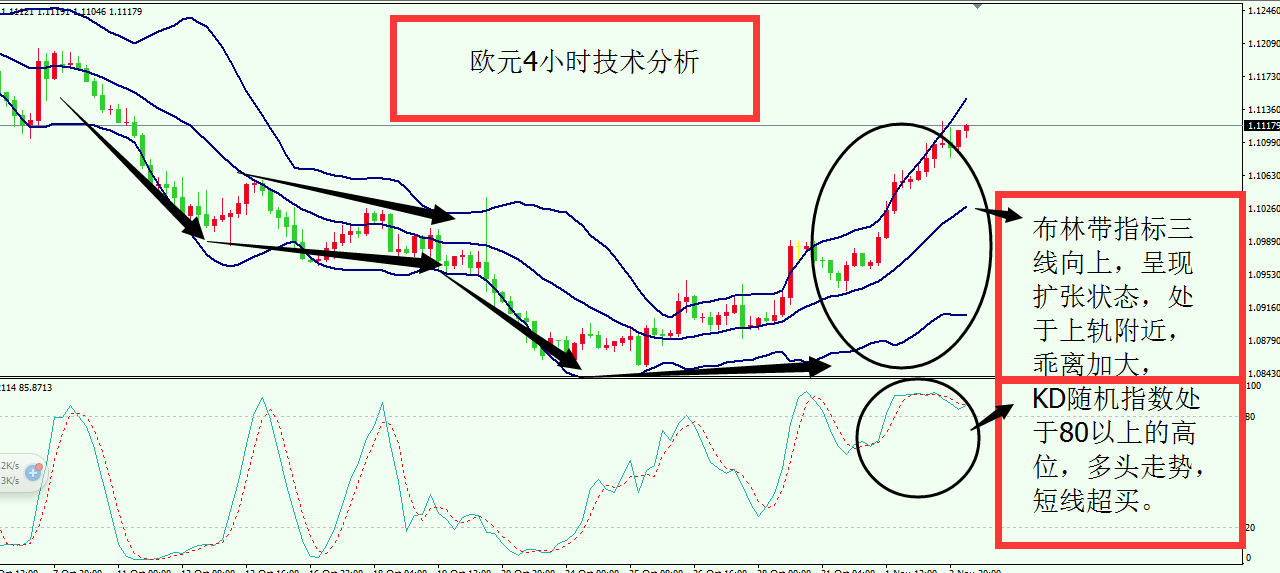 1.11121 1.11191 1.11046 1.11179
欧元4小时技术分析
1.12460
1.12090
1.11730
1.11360
1.11179
1.10990
1.10630
1.10260
1.09890
1.09530
1.09160
1.08790
1.08430
布林带指标三
线向上，呈现
扩张状态，处
于上轨附近，
乖离加大，
KD随机指数处
于80以上的高
位，多头走势，
短线超买。
2114 85.8713
100
80
20
0
.2K/s
.3K/s